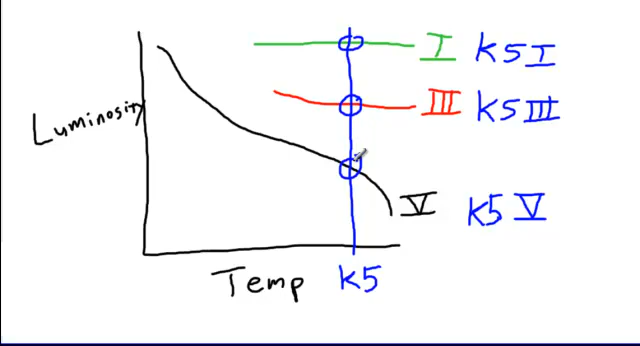 I K5 I
III K5 III
Luminosity
V K5 V
Temp K5